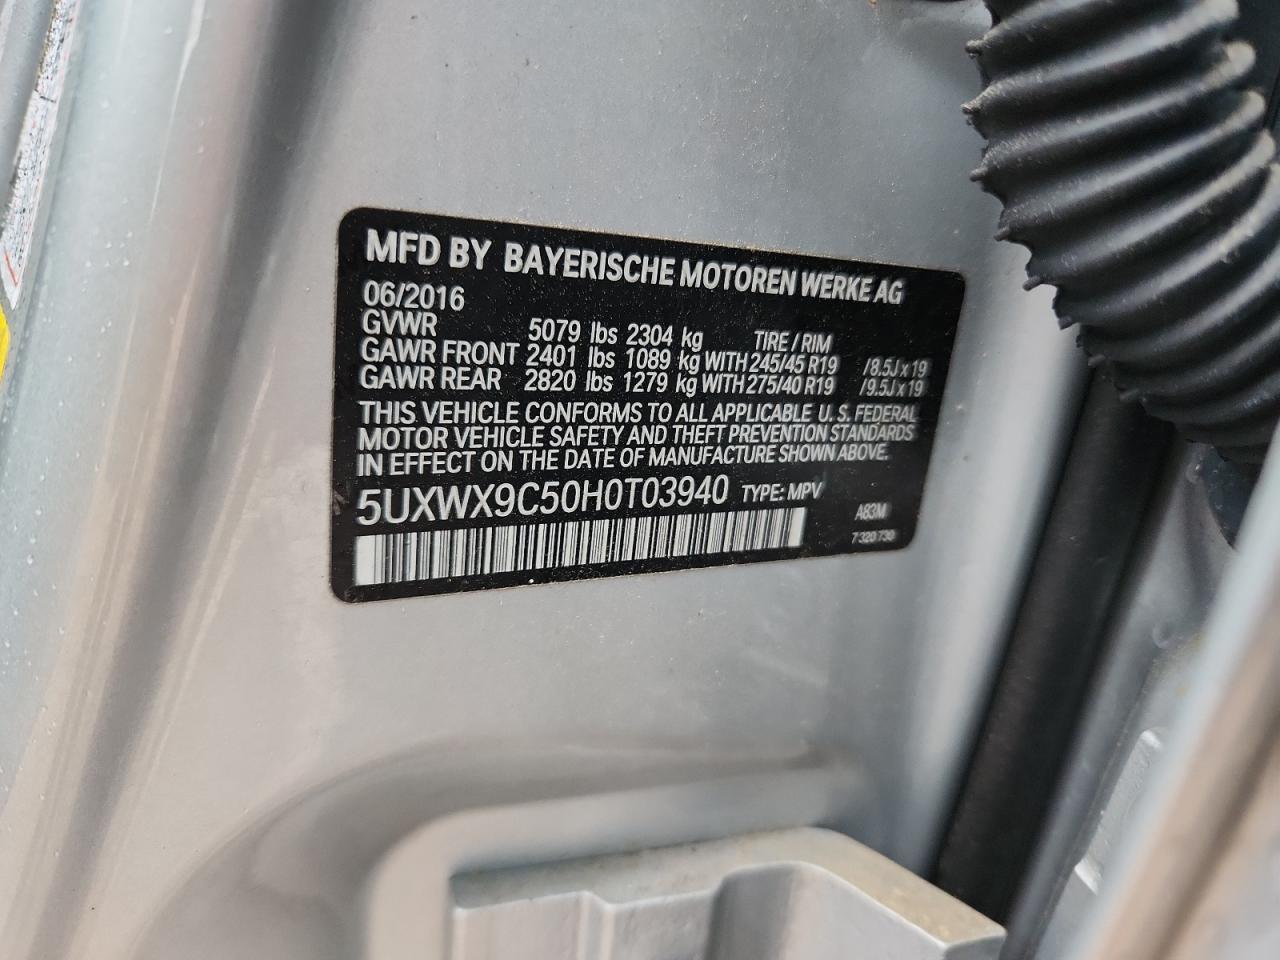 MFD BY BAYERISCHE MOTOREN WERKE AG
06/2016
GVWR 5079 lbs 2304 kg TIRE / RIM
GAWR FRONT 2401 lbs 1089 kg WITH 245/45 R19 /8.5J x 19
GAWR REAR 2820 lbs 1279 kg WITH 275/40 R19 /9.5J x 19
THIS VEHICLE CONFORMS TO ALL APPLICABLE U. S. FEDERAL
MOTOR VEHICLE SAFETY AND THEFT PREVENTION STANDARDS
IN EFFECT ON THE DATE OF MANUFACTURE SHOWN ABOVE.
5UXWX9C50H0T03940 TYPE: MPV A83M
7 320 730